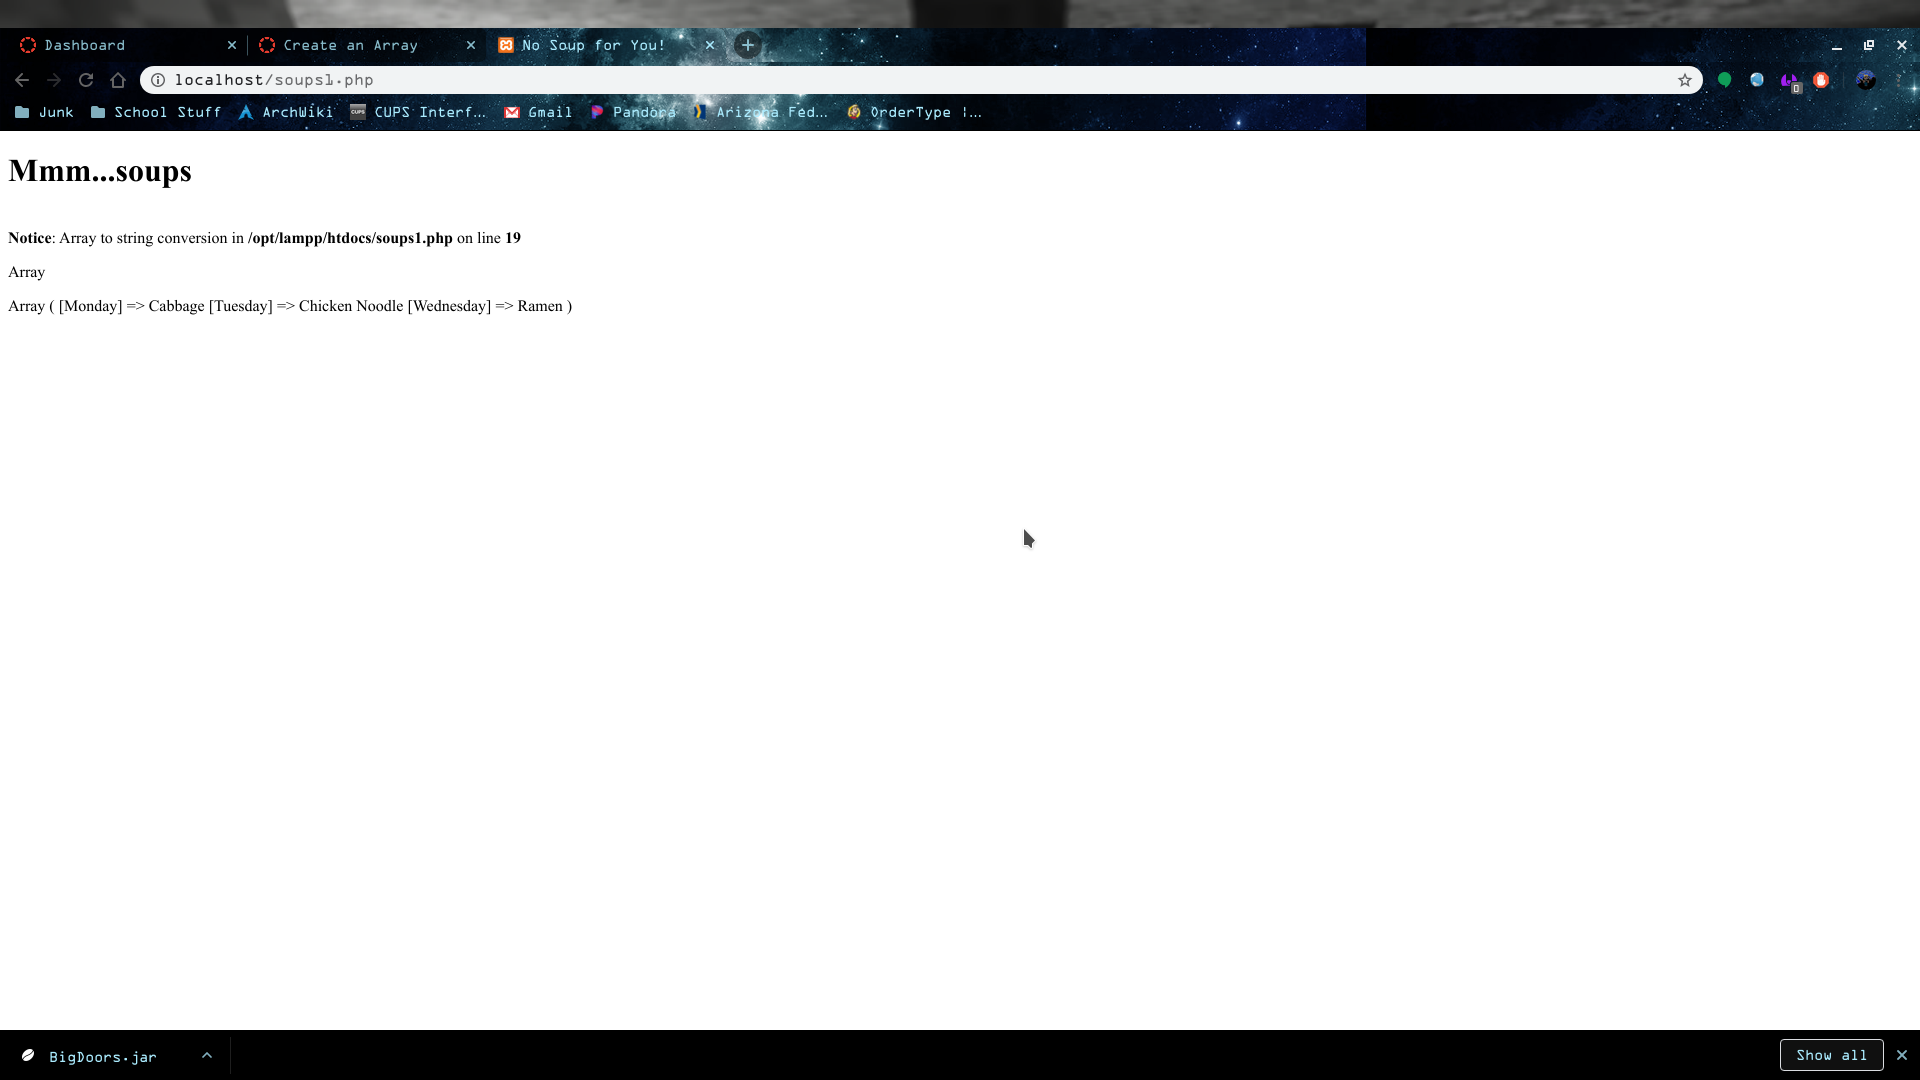 Dashboard
Create an Array
No Soup for You!
localhost/soups1.php
Junk
School Stuff
ArchWiki
CUPS Interf...
Gmail
Pandora
Arizona Fed...
OrderType |...
Mmm...soups
Notice: Array to string conversion in /opt/lampp/htdocs/soups1.php on line 19
Array
Array ( [Monday] => Cabbage [Tuesday] => Chicken Noodle [Wednesday] => Ramen )
BigDoors.jar
Show all